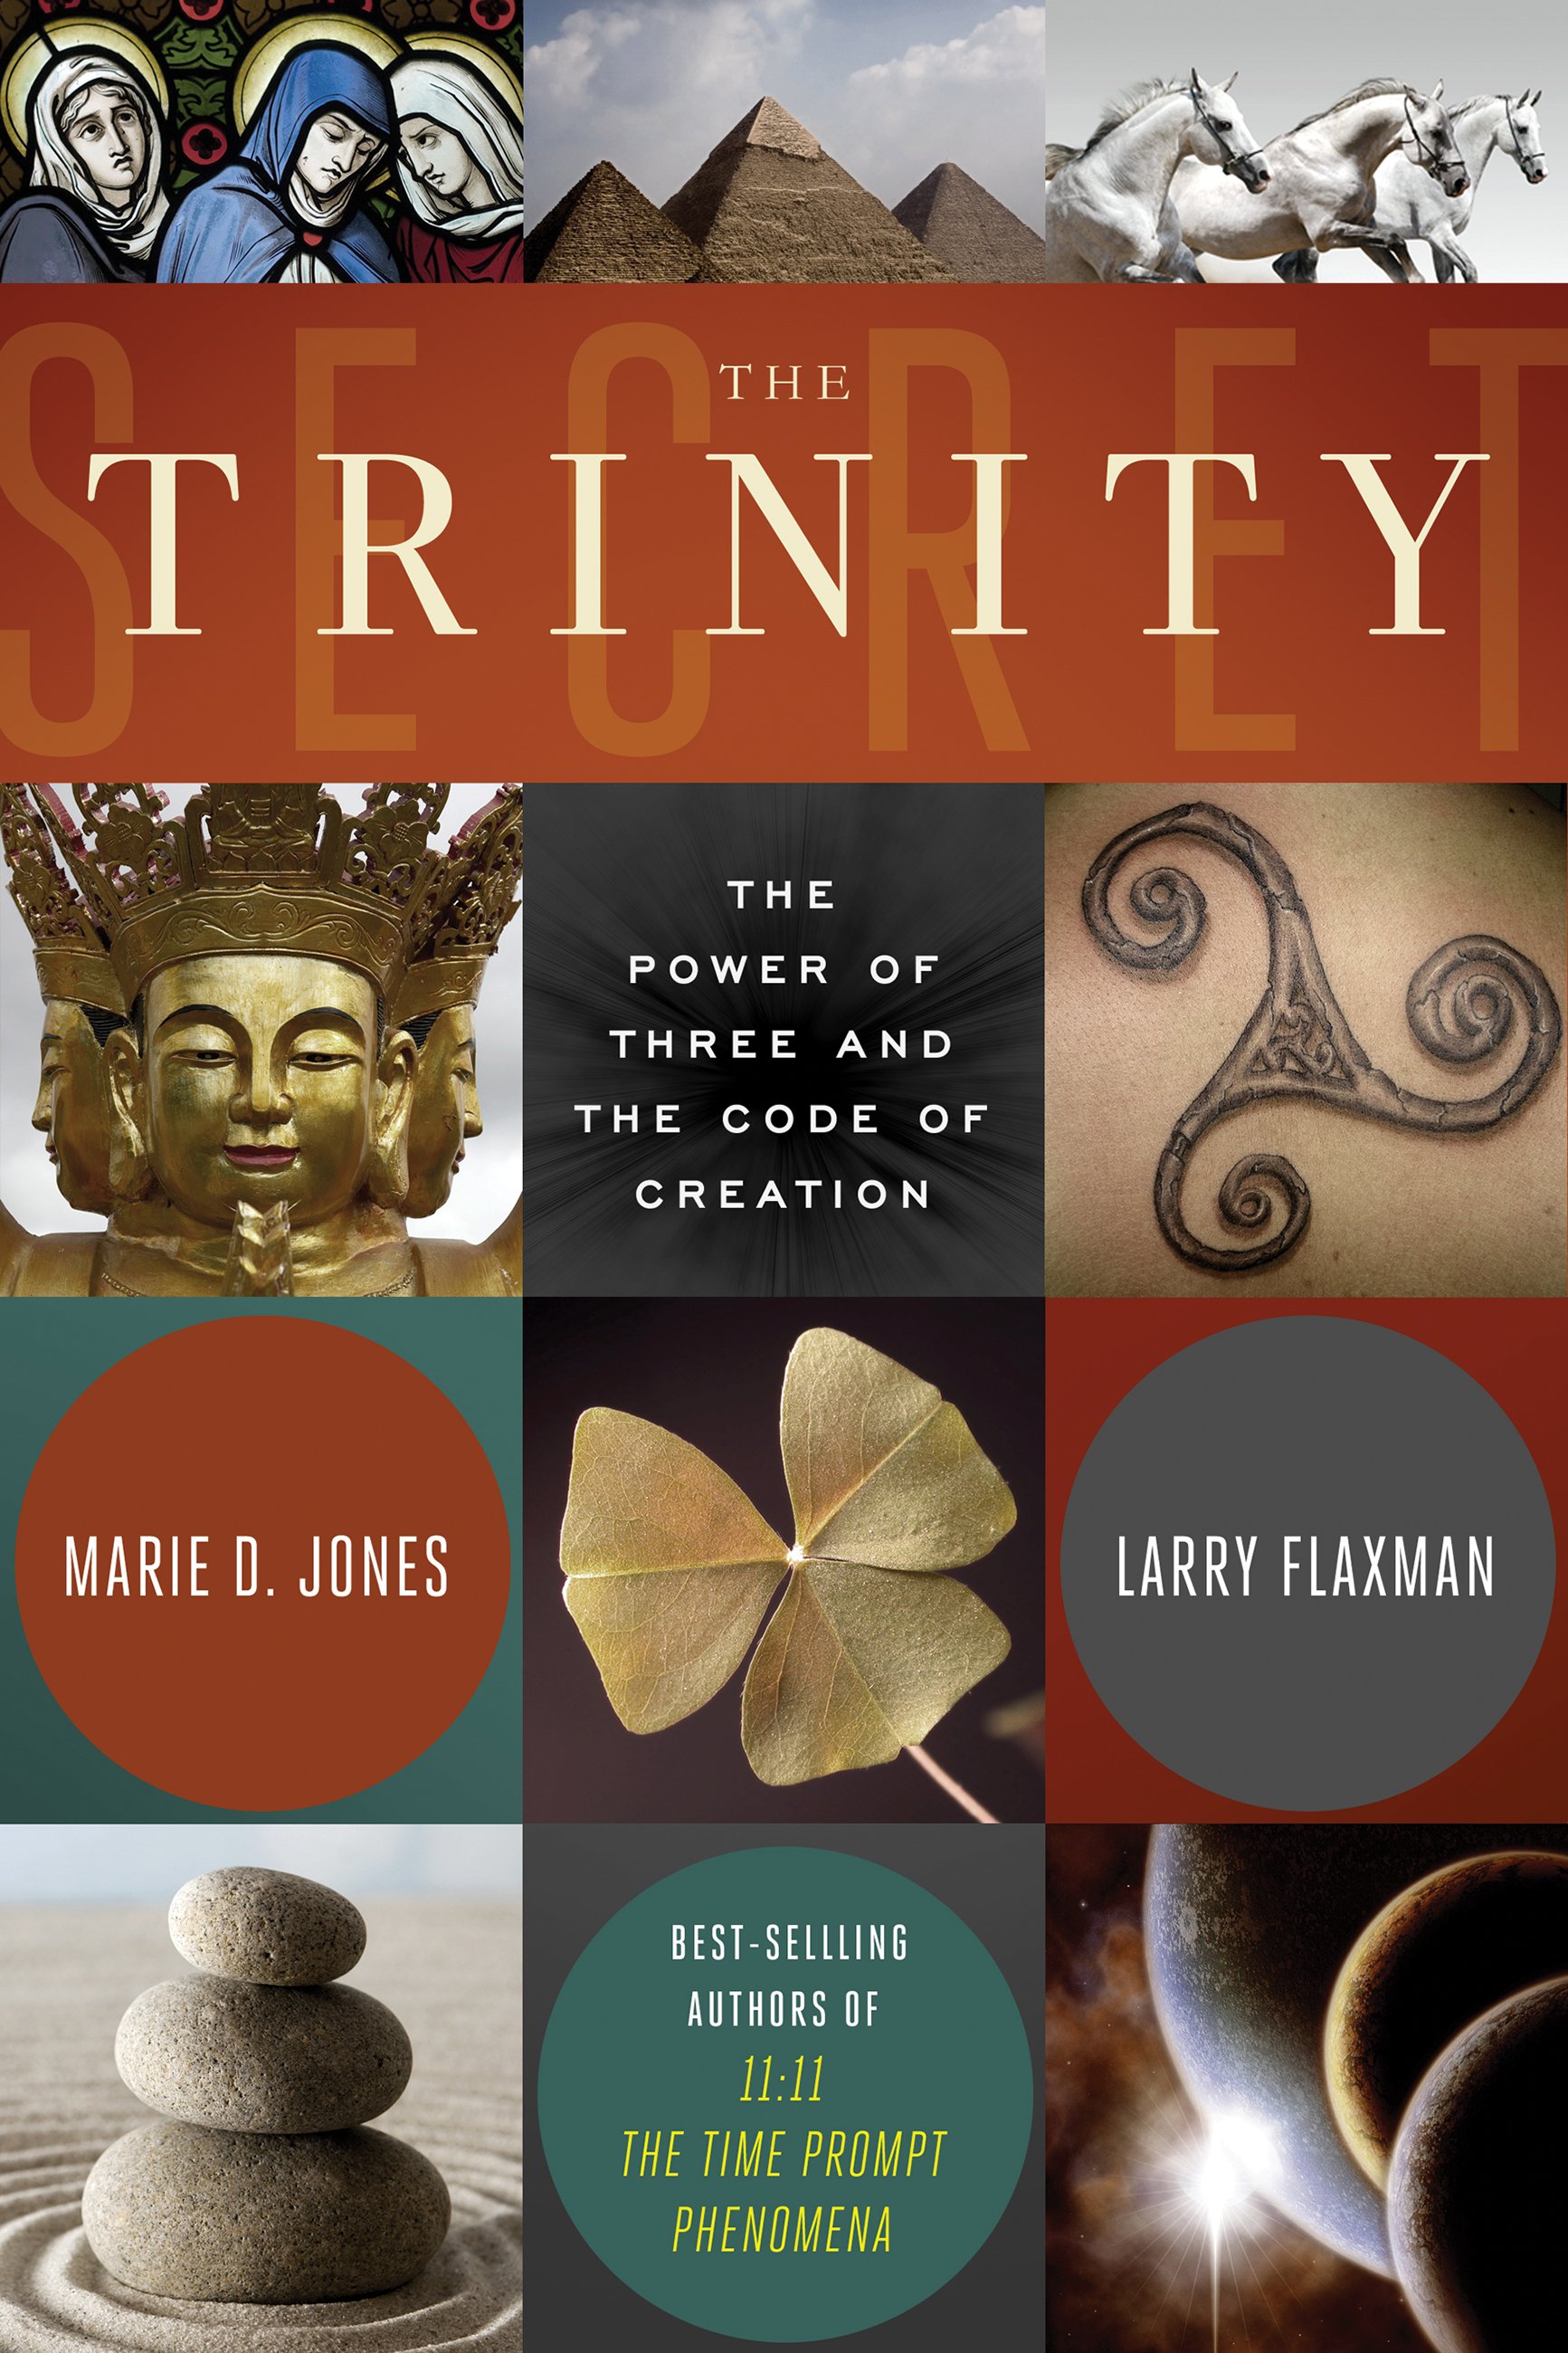 THE
SECRET
TRINITY
THE
POWER OF
THREE AND
THE CODE OF
CREATION
MARIE D. JONES
LARRY FLAXMAN
BEST-SELLLING
AUTHORS OF
11:11
THE TIME PROMPT
PHENOMENA